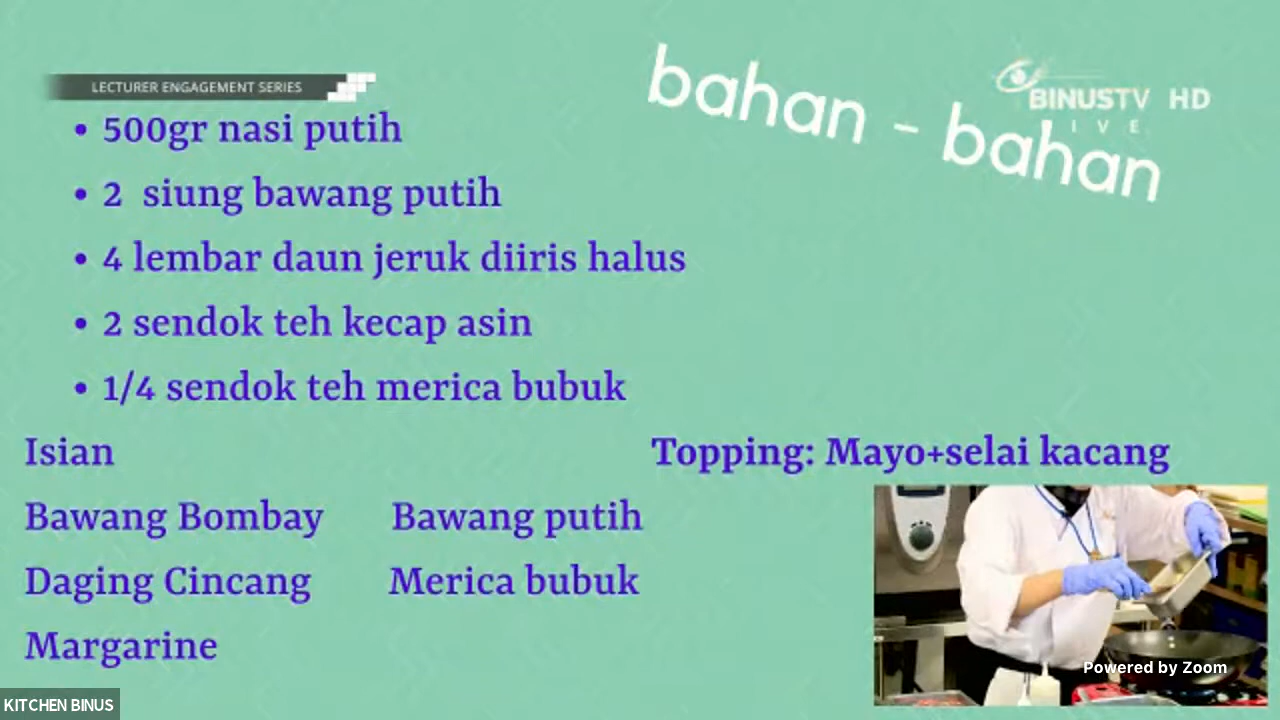 LECTURER ENGAGEMENT SERIES
bahan - bahan
BINUSTV HD
LIVE
• 500gr nasi putih
• 2 siung bawang putih
• 4 lembar daun jeruk diiris halus
• 2 sendok teh kecap asin
• 1/4 sendok teh merica bubuk
Isian
Topping: Mayo+selai kacang
Bawang Bombay Bawang putih
Daging Cincang Merica bubuk
Margarine
Powered by Zoom
KITCHEN BINUS